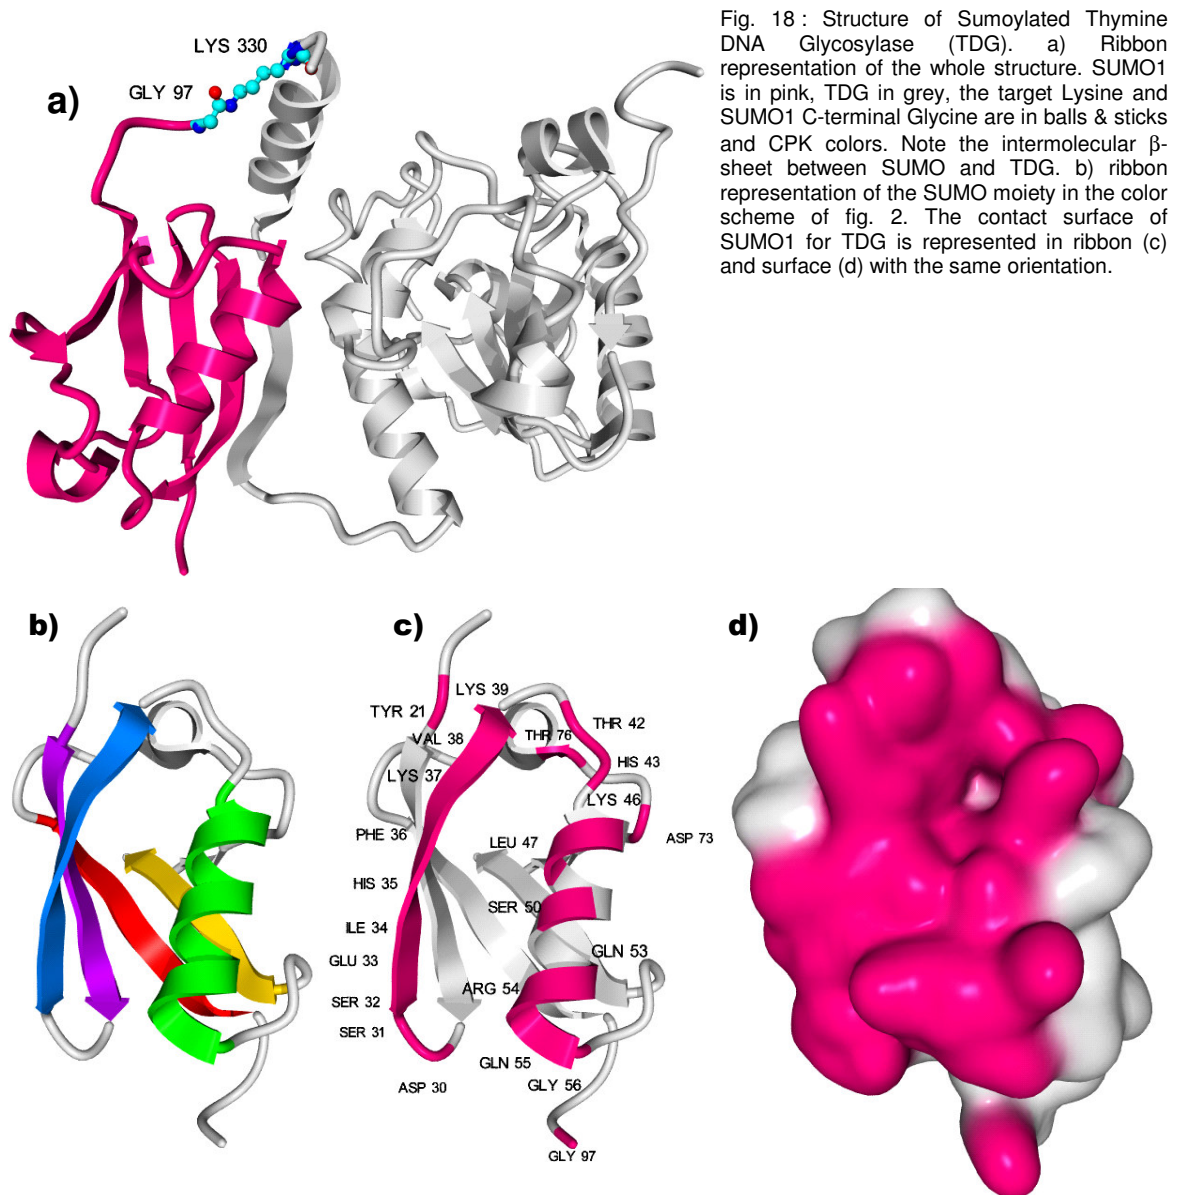 Fig. 18 : Structure of Sumoylated Thymine
DNA Glycosylase (TDG). a) Ribbon
representation of the whole structure. SUMO1
is in pink, TDG in grey, the target Lysine and
SUMO1 C-terminal Glycine are in balls & sticks
and CPK colors. Note the intermolecular β-
sheet between SUMO and TDG. b) ribbon
representation of the SUMO moiety in the color
scheme of fig. 2. The contact surface of
SUMO1 for TDG is represented in ribbon (c)
and surface (d) with the same orientation.
a)
LYS 330
GLY 97
b)
c)
LYS 39
TYR 21
THR 42
VAL 38
THR 76
HIS 43
LYS 37
LYS 46
PHE 36
LEU 47
ASP 73
HIS 35
SER 50
ILE 34
GLN 53
GLU 33
ARG 54
SER 32
SER 31
GLN 55
GLY 56
ASP 30
GLY 97
d)